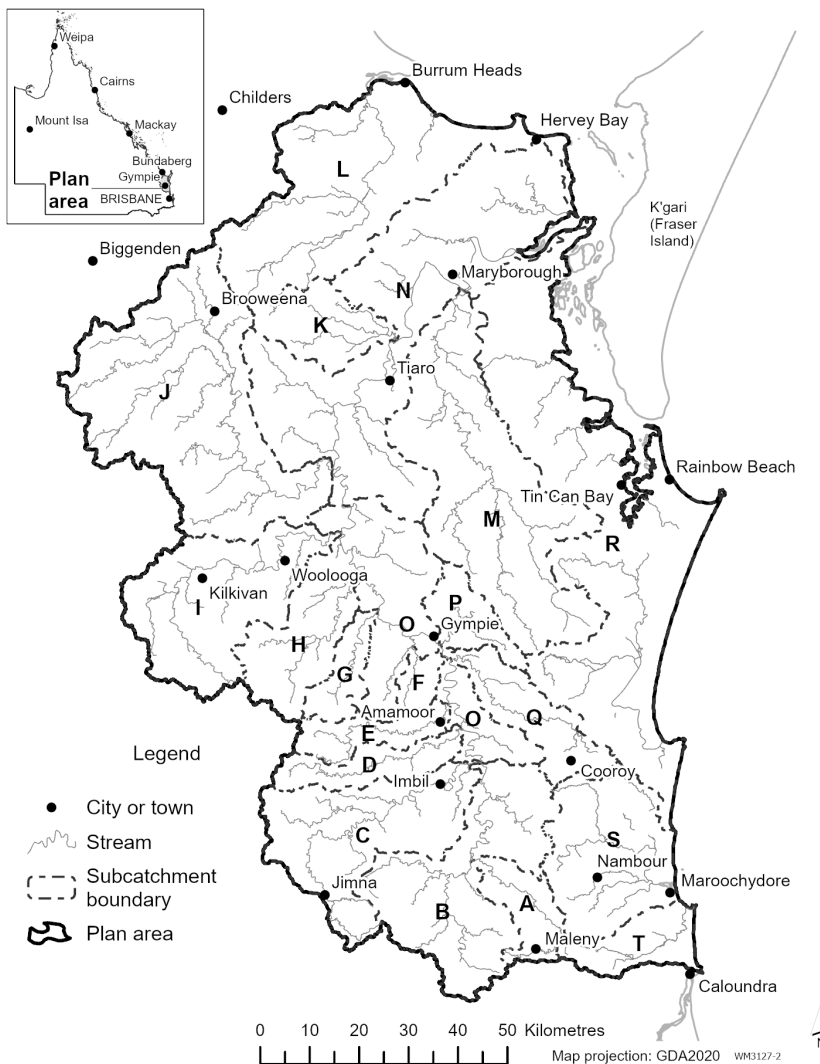 Weipa
Cairns
Mount Isa
Mackay
Bundaberg
Gympie
Plan
area
BRISBANE
Burrum Heads
Childers
Hervey Bay
L
K'gari
(Fraser
Island)
Biggenden
Maryborough
N
Brooweena
K
Tiaro
J
Rainbow Beach
Tin Can Bay
M
R
Woolooga
Kilkivan
I
P
O
Gympie
H
G
F
Amamoor
O
Q
E
D
Cooroy
Imbil
Legend
City or town
Stream
Subcatchment
boundary
Plan area
C
S
Nambour
Jimna
Maroochydore
B
A
Maleny
T
Caloundra
0 10 20 30 40 50 Kilometres
Map projection: GDA2020 WM3127-2
N